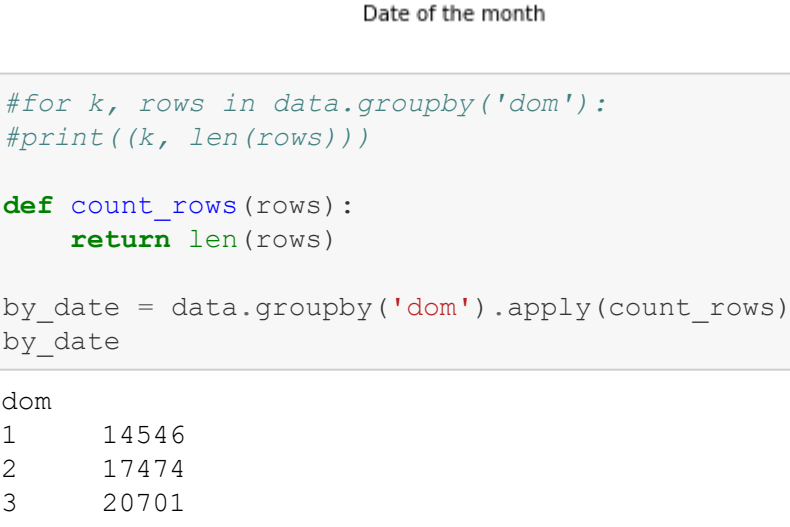 Date of the month
#for k, rows in data.groupby('dom'):
#print((k, len(rows)))
def count_rows(rows):
    return len(rows)
by_date = data.groupby('dom').apply(count_rows)
by_date
dom
1     14546
2     17474
3     20701